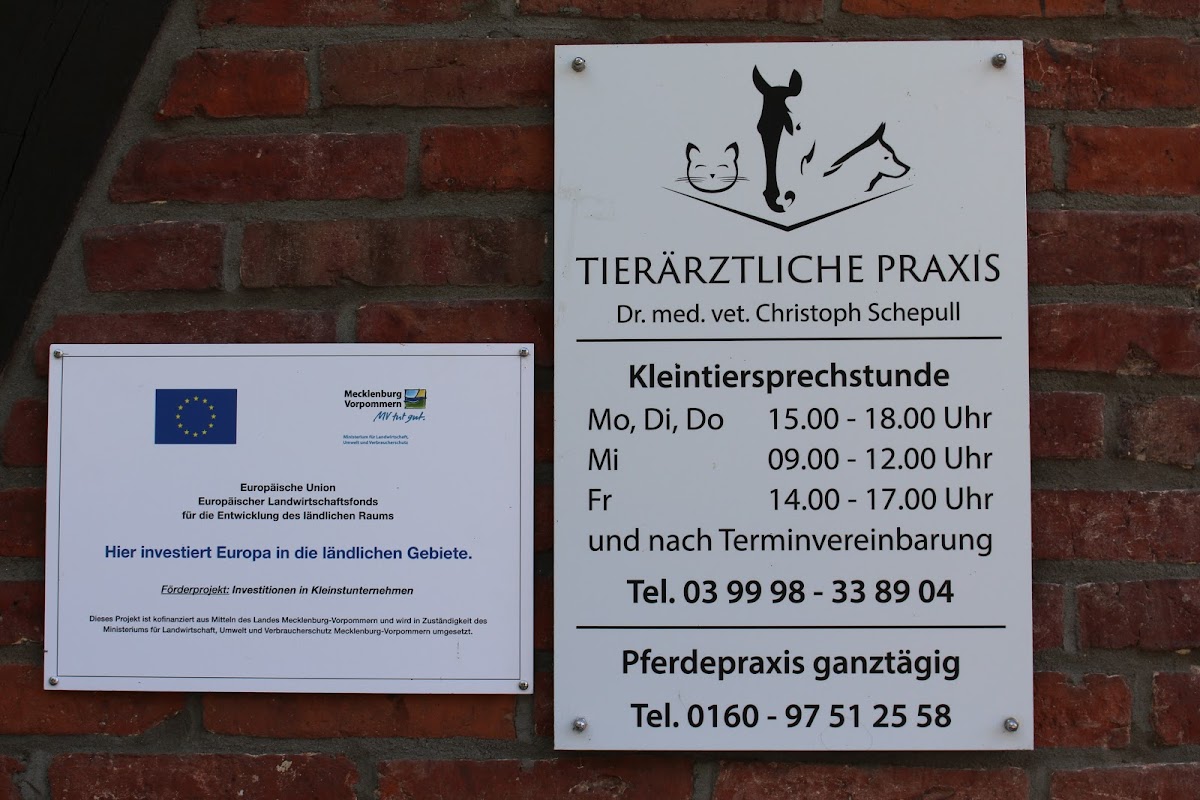 Mecklenburg
Vorpommern
MV tut gut.
Ministerium für Landwirtschaft,
Umwelt und Verbraucherschutz
Europäische Union
Europäischer Landwirtschaftsfonds
für die Entwicklung des ländlichen Raums
Hier investiert Europa in die ländlichen Gebiete.
Förderprojekt: Investitionen in Kleinstunternehmen
Dieses Projekt ist kofinanziert aus Mitteln des Landes Mecklenburg-Vorpommern und wird in Zuständigkeit des
Ministeriums für Landwirtschaft, Umwelt und Verbraucherschutz Mecklenburg-Vorpommern umgesetzt.
TIERÄRZTLICHE PRAXIS
Dr. med. vet. Christoph Schepull
Kleintiersprechstunde
Mo, Di, Do 15.00 - 18.00 Uhr
Mi 09.00 - 12.00 Uhr
Fr 14.00 - 17.00 Uhr
und nach Terminvereinbarung
Tel. 03 99 98 - 33 89 04
Pferdepraxis ganztägig
Tel. 0160 - 97 51 25 58